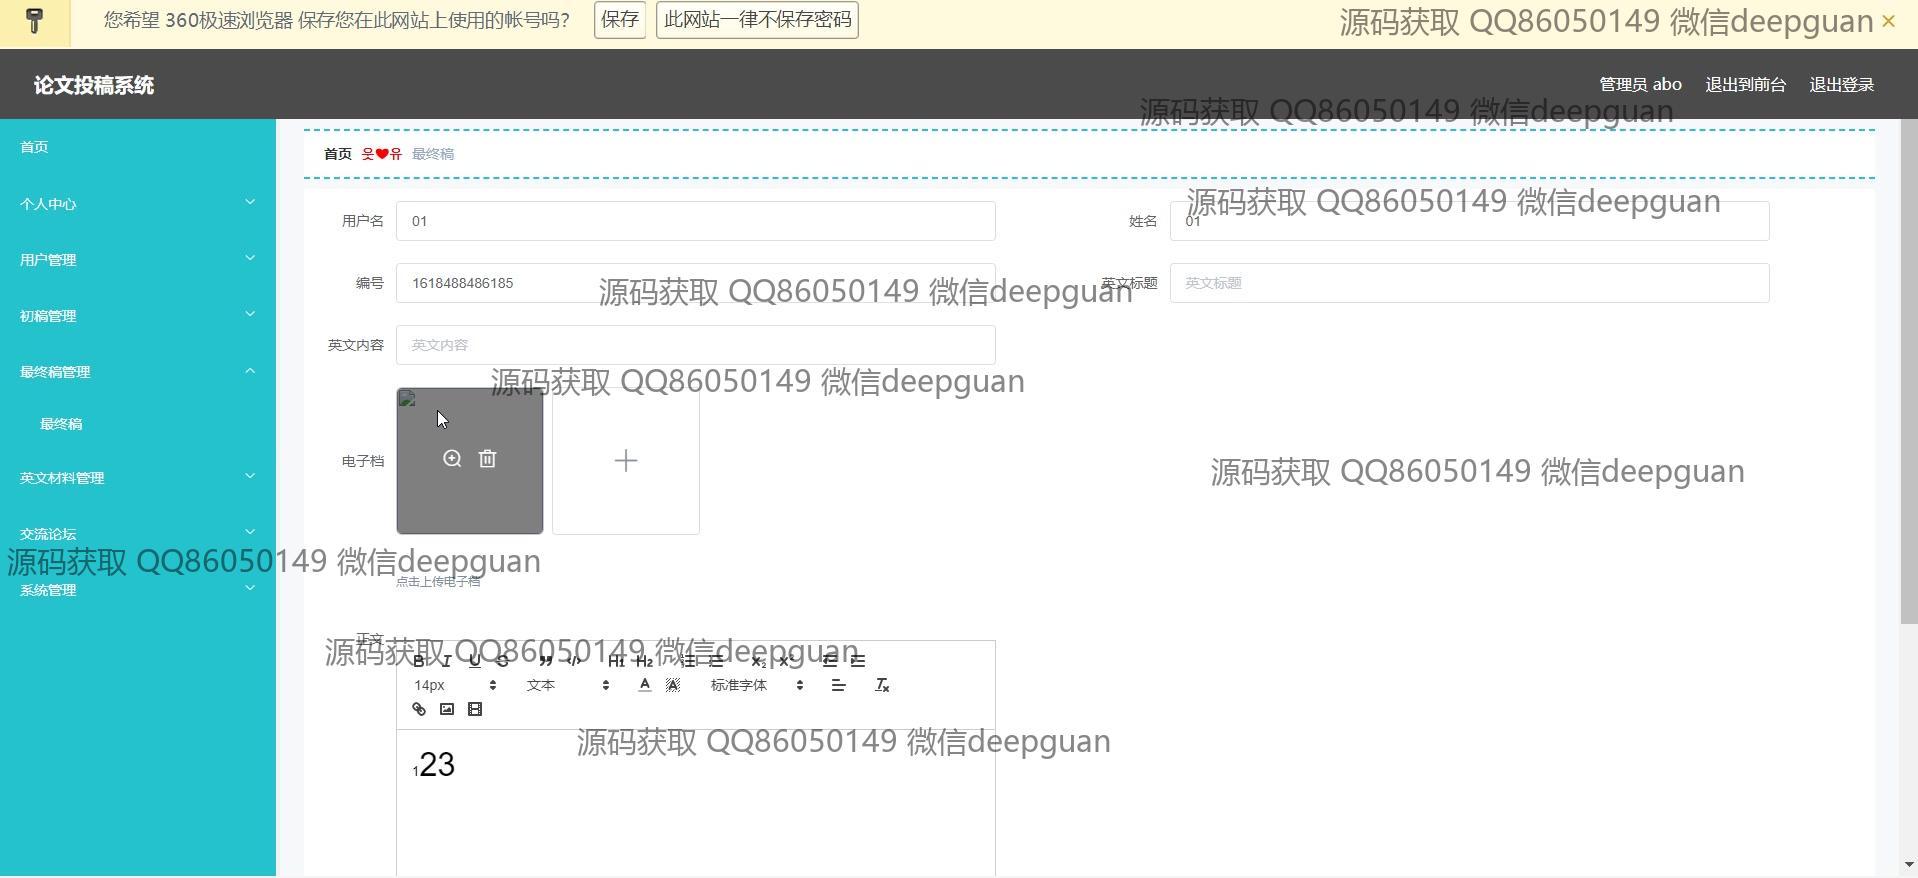 您希望 360极速浏览器 保存您在此网站上使用的帐号吗？ 保存 此网站一律不保存密码
源码获取 QQ86050149 微信deepguan
论文投稿系统
管理员 abo 退出到前台 退出登录
源码获取 QQ86050149 微信deepguan
首页
个人中心
用户管理
初稿管理
最终稿管理
最终稿
英文材料管理
交流论坛
源码获取 QQ86050149 微信deepguan
系统管理
首页 웃❤유 最终稿
源码获取 QQ86050149 微信deepguan
用户名 01
姓名 01
编号 1618488486185
源码获取 QQ86050149 微信deepguan
英文标题 英文标题
英文内容 英文内容
源码获取 QQ86050149 微信deepguan
电子档
源码获取 QQ86050149 微信deepguan
点击上传电子档
正文
源码获取 QQ86050149 微信deepguan
B I U S H1 H2 X2 X2
14px 文本 A A 标准字体 Tx
源码获取 QQ86050149 微信deepguan
123